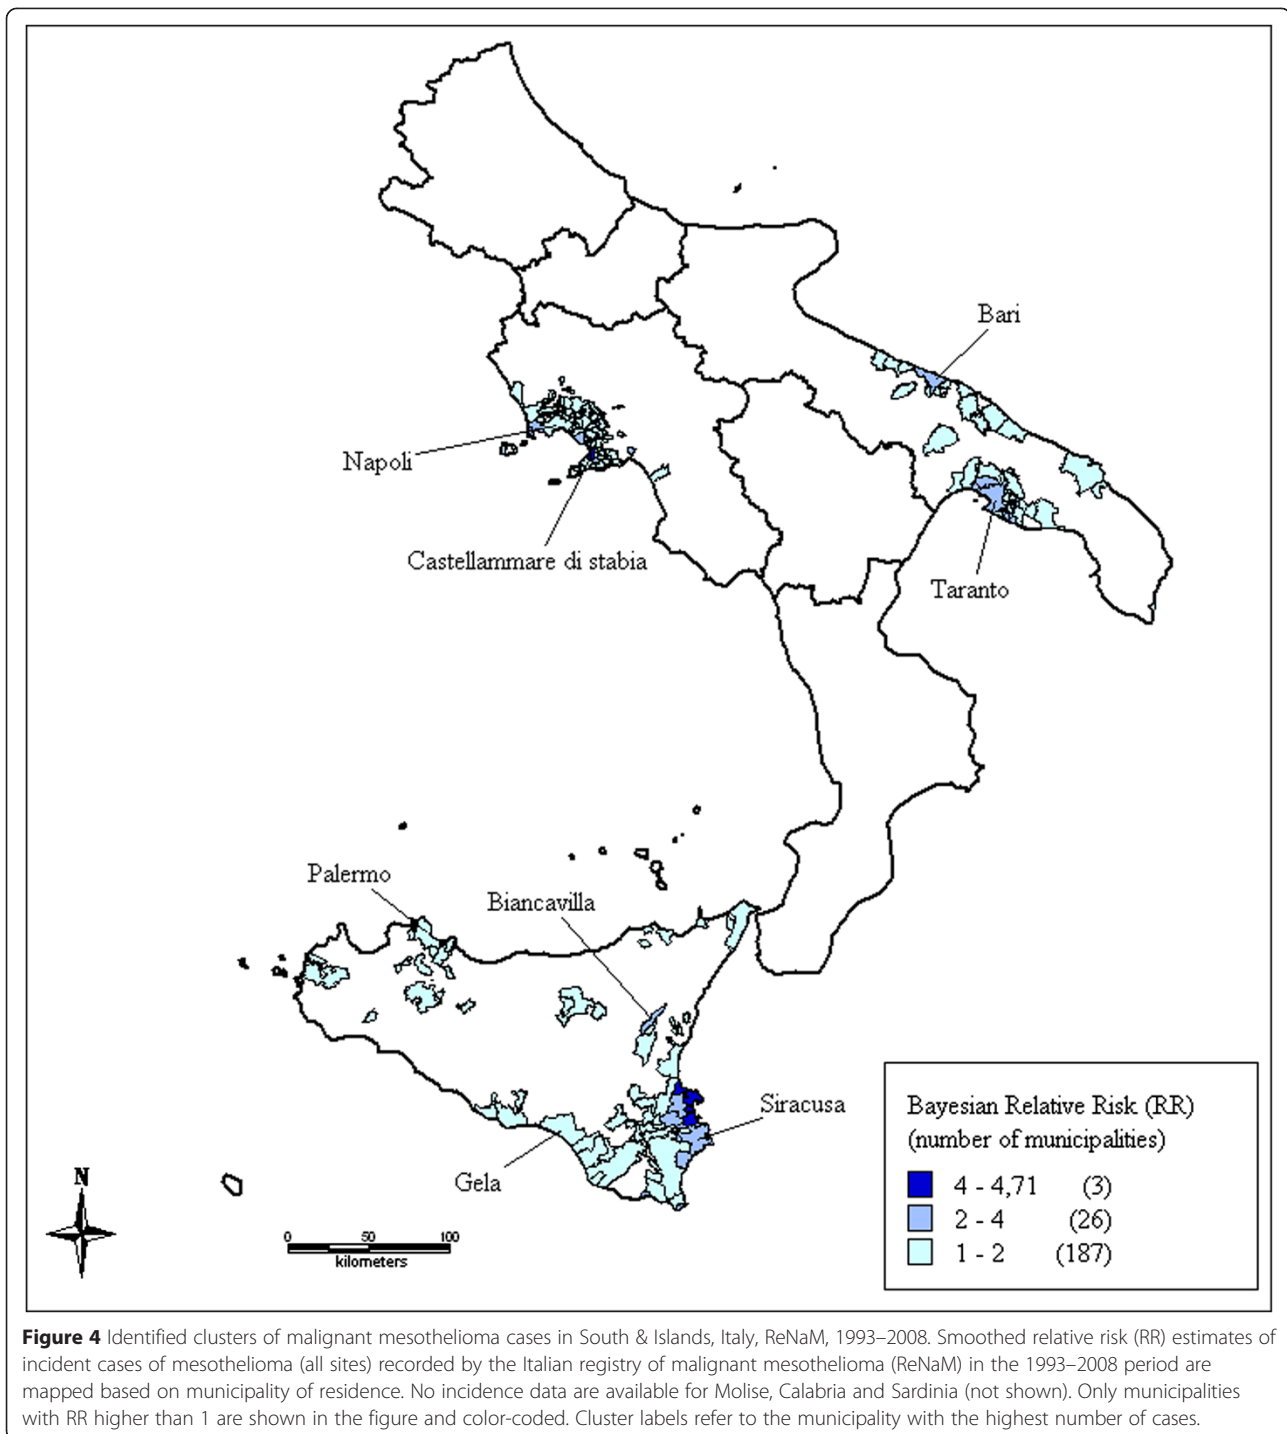 Bari
Napoli
Castellammare di stabia
Taranto
Palermo
Biancavilla
Siracusa
Gela
N
0 50 100
kilometers
Bayesian Relative Risk (RR)
(number of municipalities)
4 - 4,71 (3)
2 - 4 (26)
1 - 2 (187)
Figure 4 Identified clusters of malignant mesothelioma cases in South & Islands, Italy, ReNaM, 1993–2008. Smoothed relative risk (RR) estimates of
incident cases of mesothelioma (all sites) recorded by the Italian registry of malignant mesothelioma (ReNaM) in the 1993–2008 period are
mapped based on municipality of residence. No incidence data are available for Molise, Calabria and Sardinia (not shown). Only municipalities
with RR higher than 1 are shown in the figure and color-coded. Cluster labels refer to the municipality with the highest number of cases.